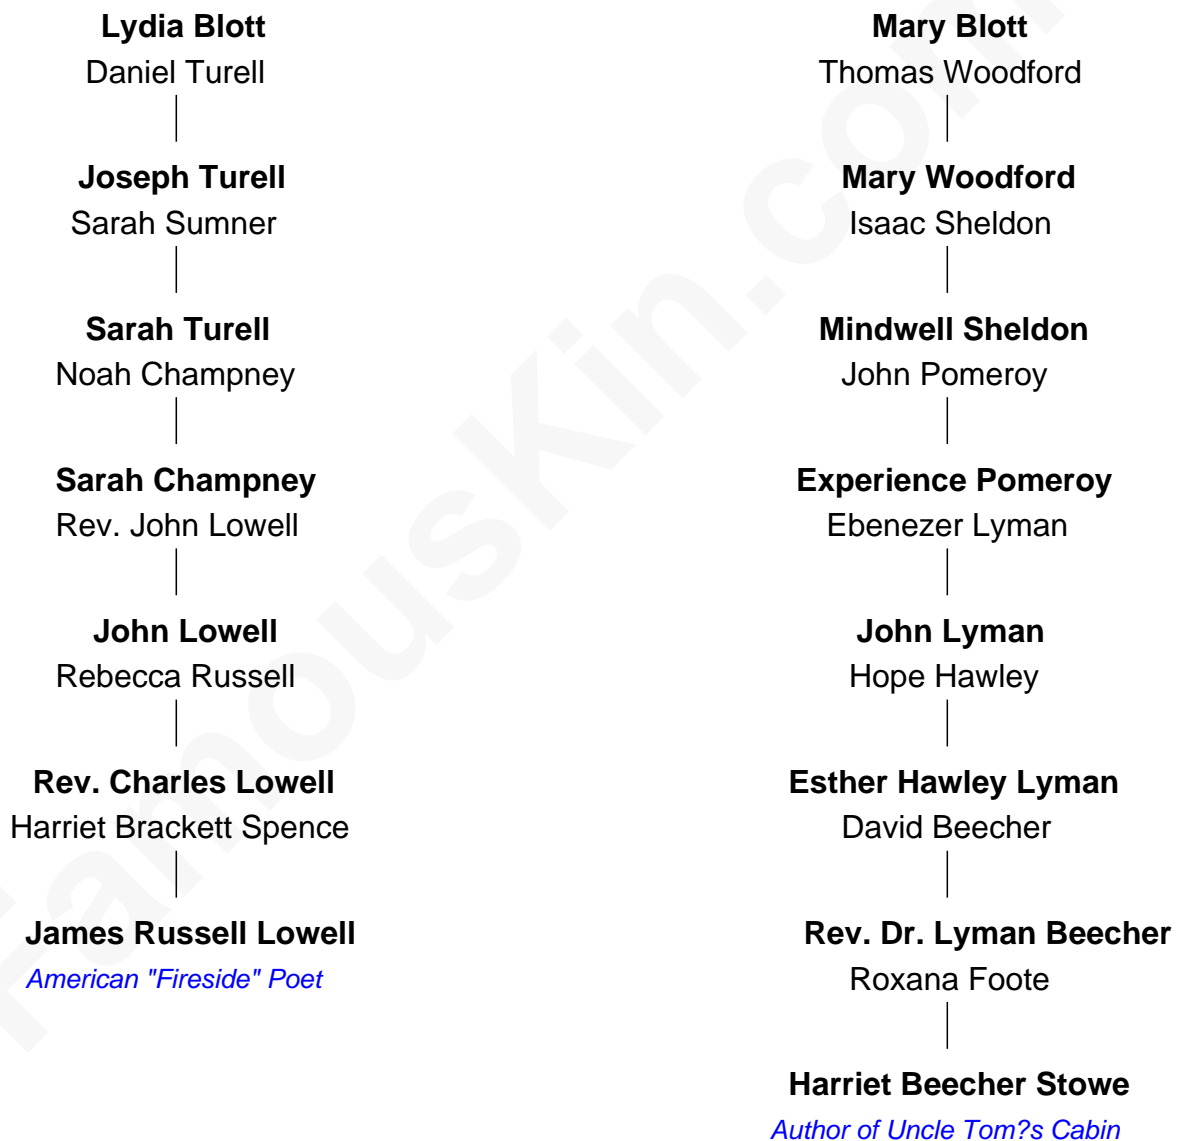 Lydia Blott
Daniel Turell
Joseph Turell
Sarah Sumner
Sarah Turell
Noah Champney
Sarah Champney
Rev. John Lowell
John Lowell
Rebecca Russell
Rev. Charles Lowell
Harriet Brackett Spence
James Russell Lowell
American "Fireside" Poet
Mary Blott
Thomas Woodford
Mary Woodford
Isaac Sheldon
Mindwell Sheldon
John Pomeroy
Experience Pomeroy
Ebenezer Lyman
John Lyman
Hope Hawley
Esther Hawley Lyman
David Beecher
Rev. Dr. Lyman Beecher
Roxana Foote
Harriet Beecher Stowe
Author of Uncle Tom?s Cabin
FamousKin.com